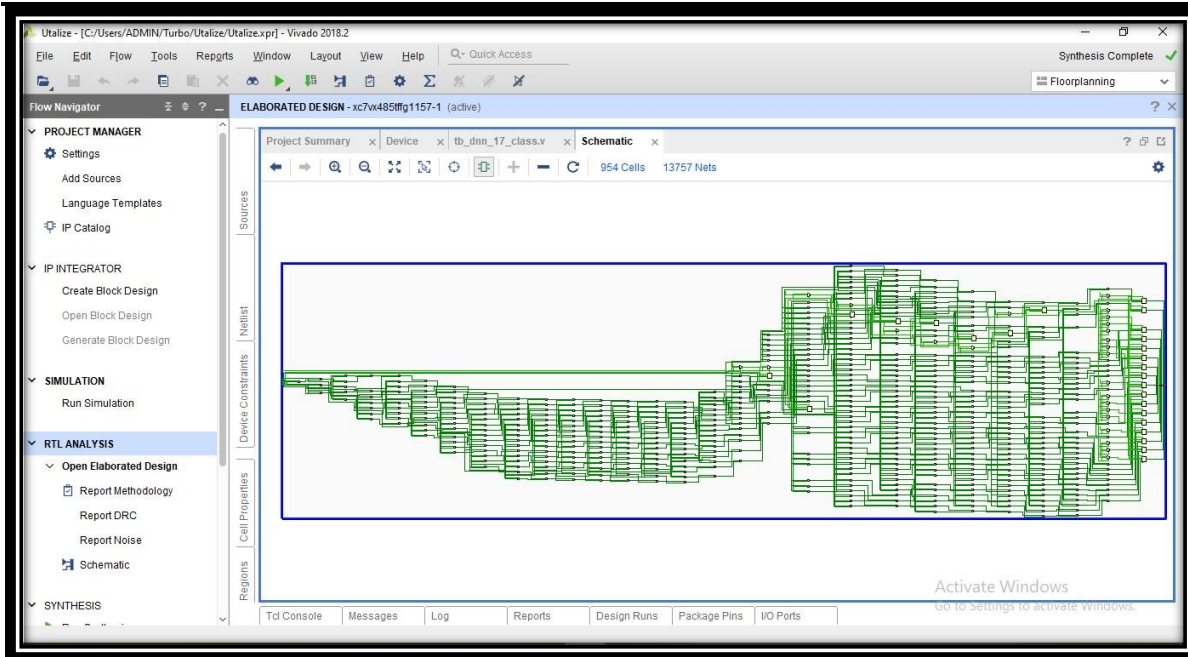 Utalize - [C:/Users/ADMIN/Turbo/Utalize/Utalize.xpr] - Vivado 2018.2
File Edit Flow Tools Reports Window Layout View Help Quick Access
Synthesis Complete
Floorplanning
Flow Navigator
ELABORATED DESIGN - xc7vx485tffg1157-1 (active)
PROJECT MANAGER
Settings
Add Sources
Language Templates
IP Catalog
IP INTEGRATOR
Create Block Design
Open Block Design
Generate Block Design
SIMULATION
Run Simulation
RTL ANALYSIS
Open Elaborated Design
Report Methodology
Report DRC
Report Noise
Schematic
SYNTHESIS
Sources
Netlist
Device Constraints
Cell Properties
Regions
Project Summary Device tb_dnn_17_class.v Schematic
954 Cells 13757 Nets
Activate Windows
Go to Settings to activate Windows.
Tcl Console Messages Log Reports Design Runs Package Pins I/O Ports